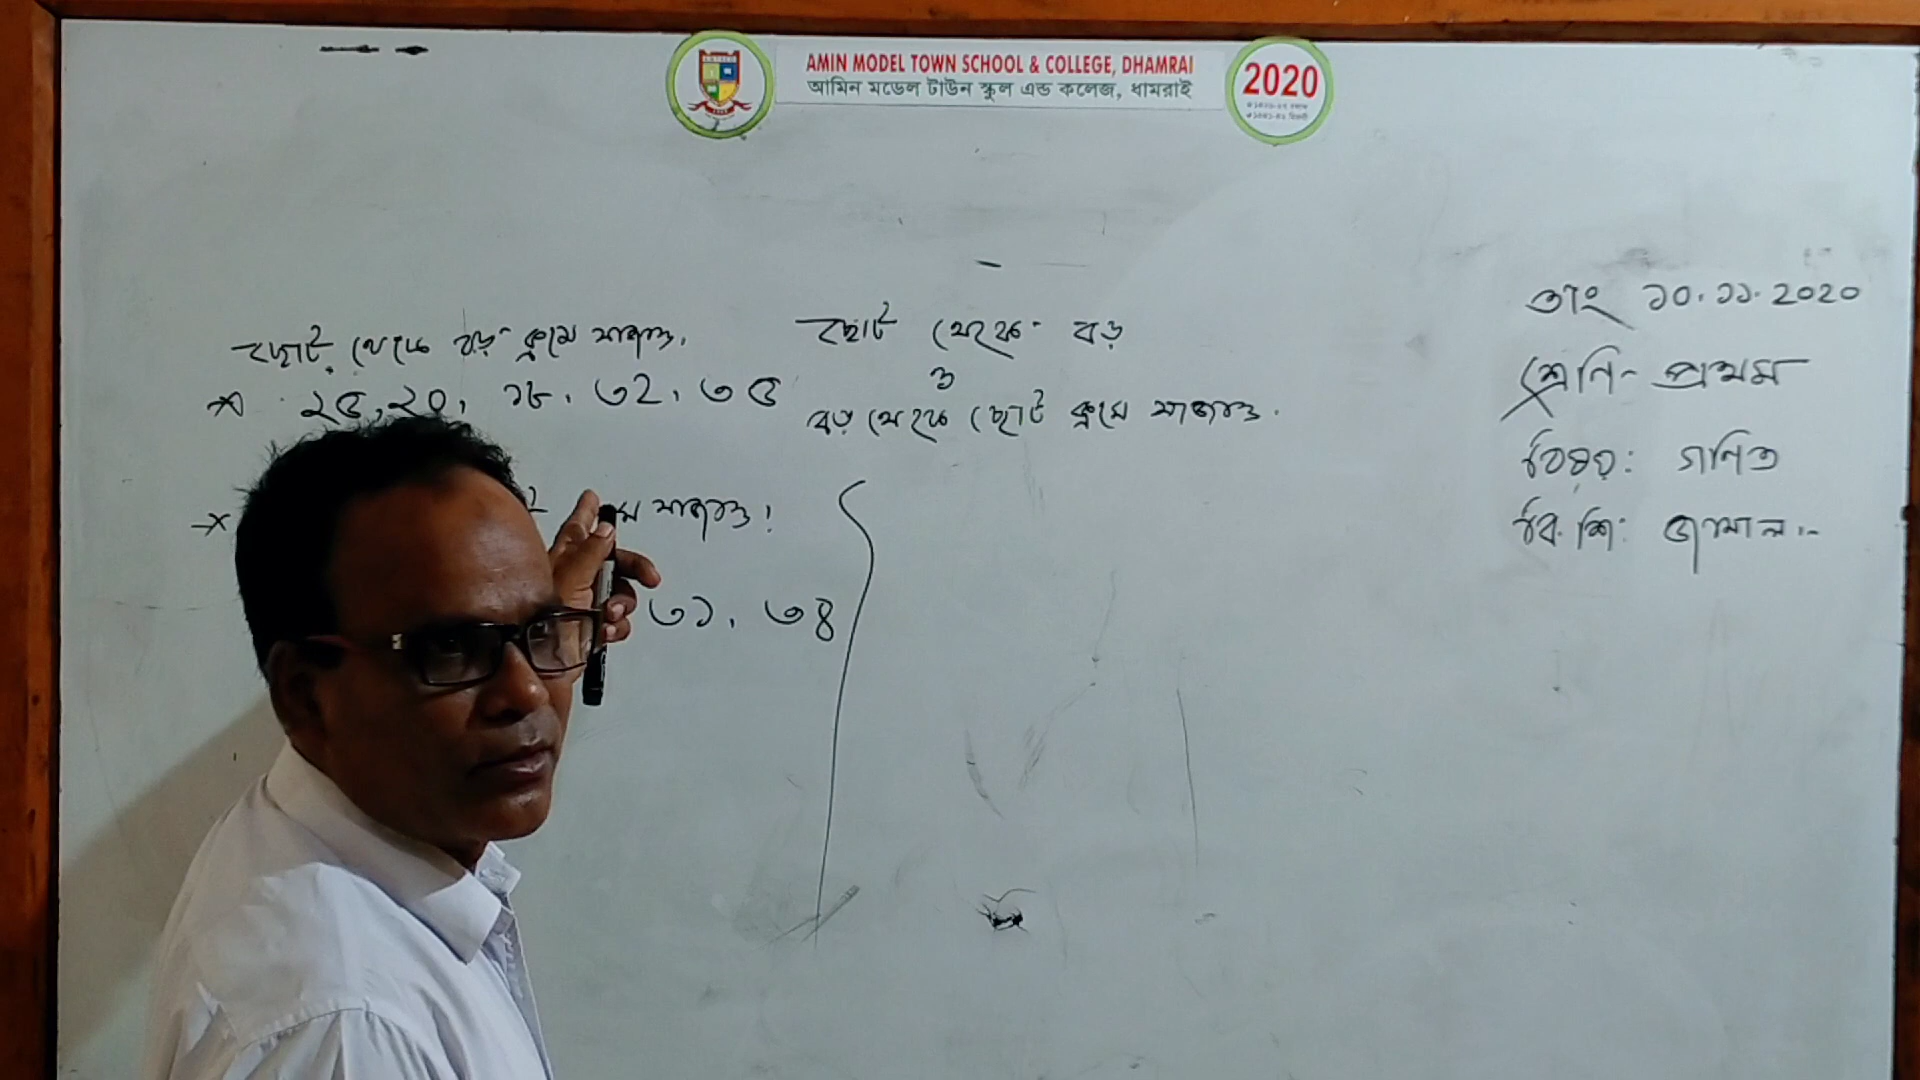 AMIN MODEL TOWN SCHOOL & COLLEGE, DHAMRAI
আমিন মডেল টাউন স্কুল এন্ড কলেজ, ধামরাই
2020
তাং ১০.১১.2020
শ্রেণি- প্রথম
বিষয়: গণিত
বি. শি: জামাল
ছোট থেকে বড় ক্রমে সাজাও.
২৫, ২০, ১৮, ৩২, ৩৫
ক্রমে সাজাও!
৩১, ৩৪
ছোট থেকে বড়
ও
বড় থেকে ছোট ক্রমে সাজাও.